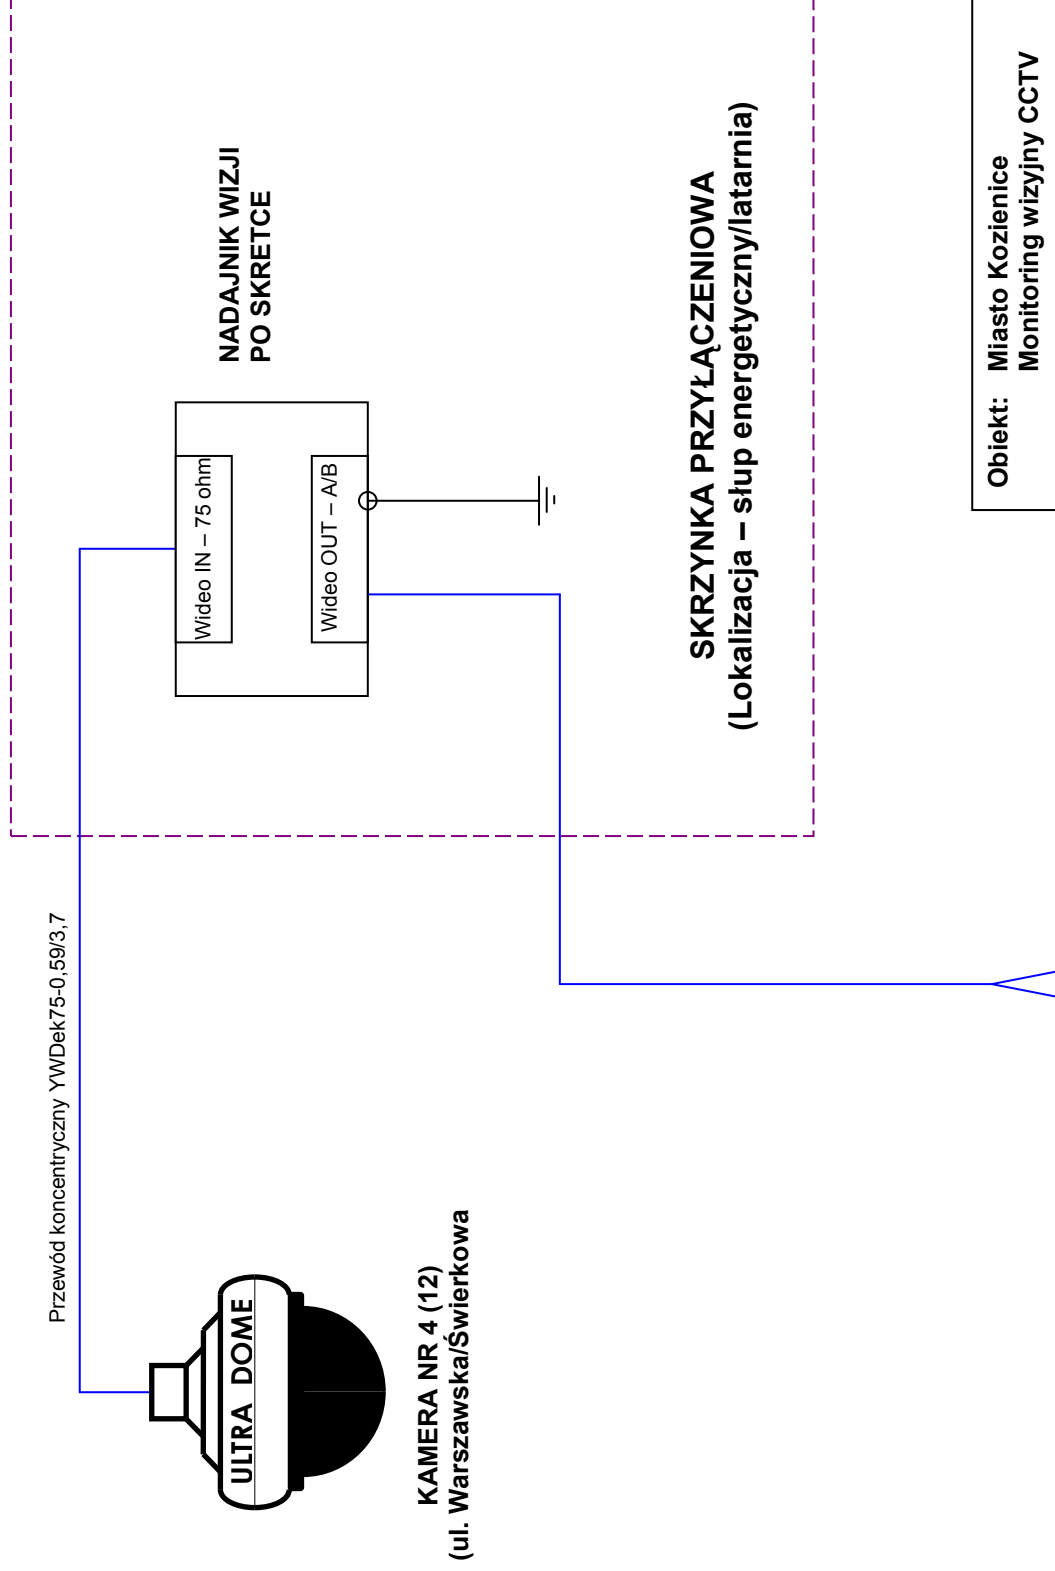 Przewód koncentryczny YWDek75-0,59/3,7
ULTRA DOME
KAMERA NR 4 (12)
(ul. Warszawska/Świerkowa
Wideo IN – 75 ohm
Wideo OUT – A/B
NADAJNIK WIZJI
PO SKRETCE
SKRZYNKA PRZYŁĄCZENIOWA
(Lokalizacja – słup energetyczny/latarnia)
Obiekt: Miasto Kozienice
Monitoring wizyjny CCTV